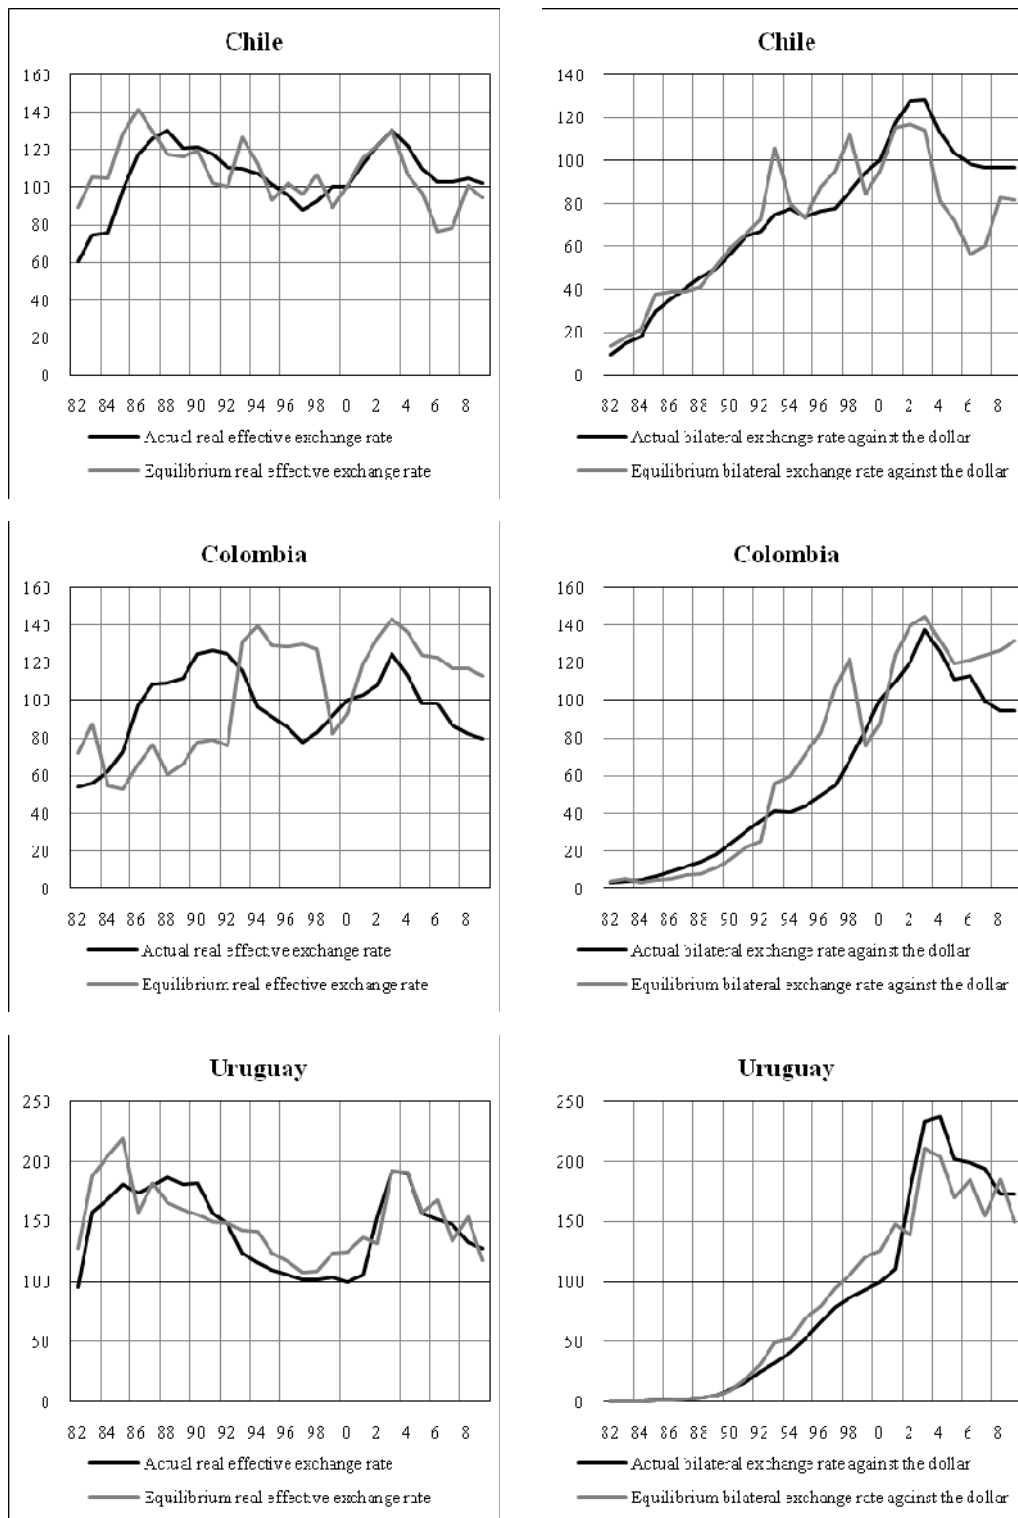 Chile
160
140
120
100
80
60
40
20
0
82 84 86 88 90 92 94 96 98 0 2 4 6 8
Actual real effective exchange rate
Equilibrium real effective exchange rate
Chile
140
120
100
80
60
40
20
0
82 84 86 88 90 92 94 96 98 0 2 4 6 8
Actual bilateral exchange rate against the dollar
Equilibrium bilateral exchange rate against the dollar
Colombia
160
140
120
100
80
60
40
20
0
82 84 86 88 90 92 94 96 98 0 2 4 6 8
Actual real effective exchange rate
Equilibrium real effective exchange rate
Colombia
160
140
120
100
80
60
40
20
0
82 84 86 88 90 92 94 96 98 0 2 4 6 8
Actual bilateral exchange rate against the dollar
Equilibrium bilateral exchange rate against the dollar
Uruguay
250
200
150
100
50
0
82 84 86 88 90 92 94 96 98 0 2 4 6 8
Actual real effective exchange rate
Equilibrium real effective exchange rate
Uruguay
250
200
150
100
50
0
82 84 86 88 90 92 94 96 98 0 2 4 6 8
Actual bilateral exchange rate against the dollar
Equilibrium bilateral exchange rate against the dollar